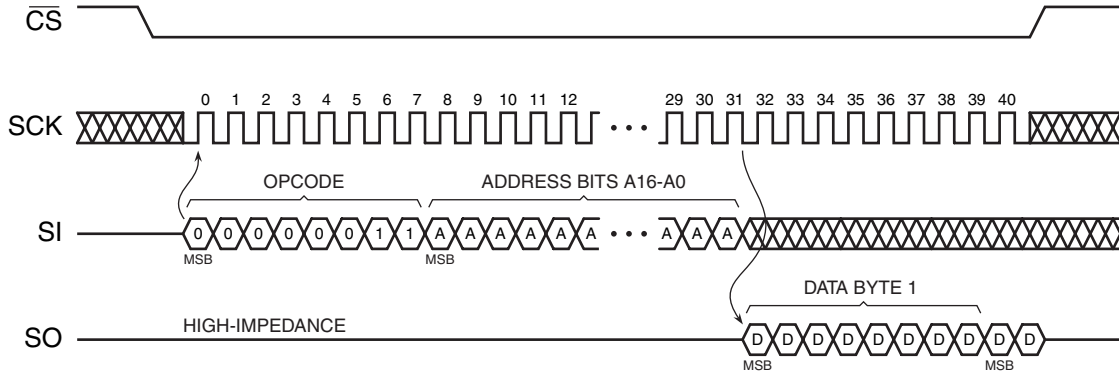 CS
0 1 2 3 4 5 6 7 8 9 10 11 12 29 30 31 32 33 34 35 36 37 38 39 40
SCK
OPCODE ADDRESS BITS A16-A0
SI 0 0 0 0 0 0 1 1 A A A A A A A A A
MSB MSB
DATA BYTE 1
HIGH-IMPEDANCE
SO D D D D D D D D D D
MSB MSB